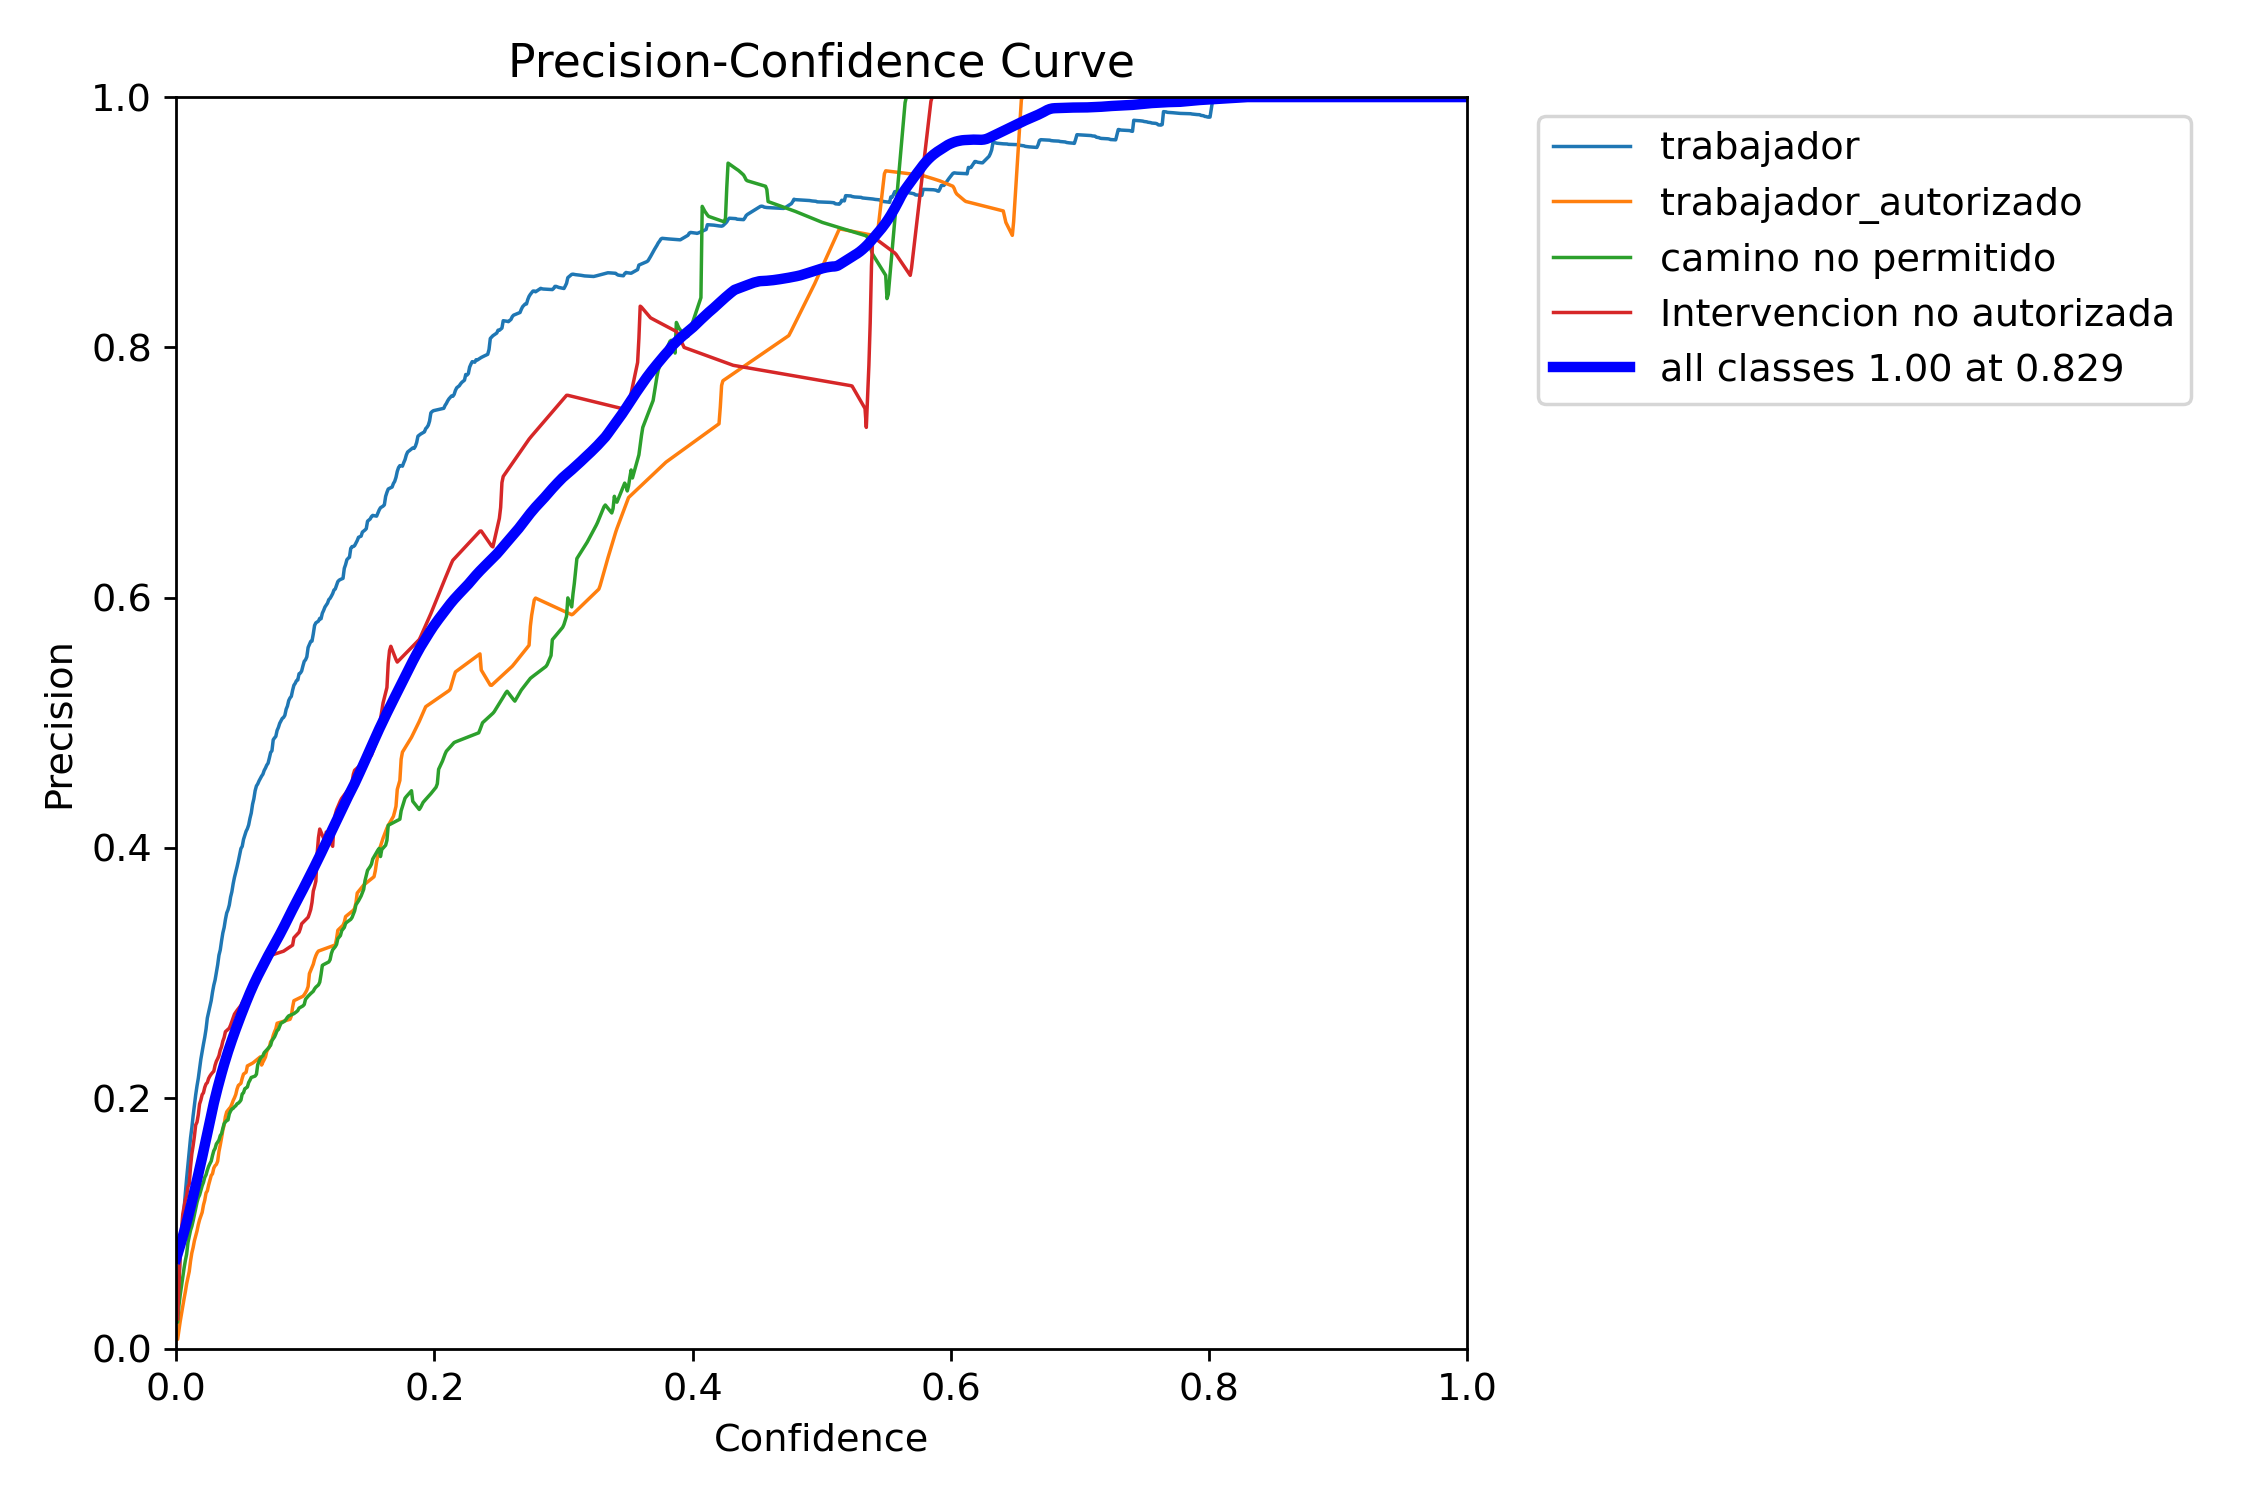 Precision-Confidence Curve
1.0
0.8
0.6
0.4
0.2
0.0
Precision
0.0 0.2 0.4 0.6 0.8 1.0
Confidence
trabajador
trabajador_autorizado
camino no permitido
Intervencion no autorizada
all classes 1.00 at 0.829